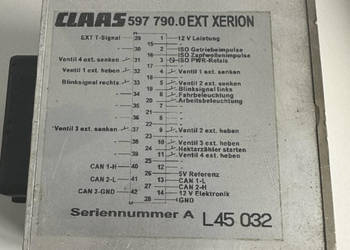 CLAAS 597 790.0 EXT XERION
EXT T-Signal 29 1 12 V Leistung
15
30 2 ISO Getriebeimpulse
16 ISO Zapfwellenimpulse
Ventil 4 ext. senken 31 3 ISO PWR-Relais
17
Ventil 1 ext. heben 32 4 Ventil 1 ext. senken
18 Ventil 2 ext. senken
Blinksignal rechts 33 5 Blinksignal links
19
34 6 Fahrbeleuchtung
20 7 Arbeitsbeleuchtung
35
21
36 8
22
Ventil 3 ext. senken 37 9 Ventil 2 ext. heben
23
38 10 Ventil 3 ext. heben
24 Hektarzähler starten
39 11 Ventil 4 ext. heben
25
CAN 1-H 40 12
26 5V Referenz
CAN 2-L 41 13 CAN 1-L
27 CAN 2-H
CAN 2-GND 42 14 12 V Elektronik
28 GND
Seriennummer A L45 032